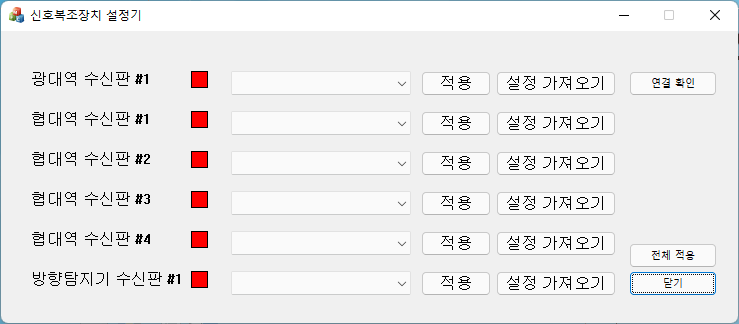 신호복조장치 설정기
광대역 수신판 #1 적용 설정 가져오기 연결 확인
협대역 수신판 #1 적용 설정 가져오기
협대역 수신판 #2 적용 설정 가져오기
협대역 수신판 #3 적용 설정 가져오기
협대역 수신판 #4 적용 설정 가져오기
전체 적용
방향탐지기 수신판 #1 적용 설정 가져오기 닫기